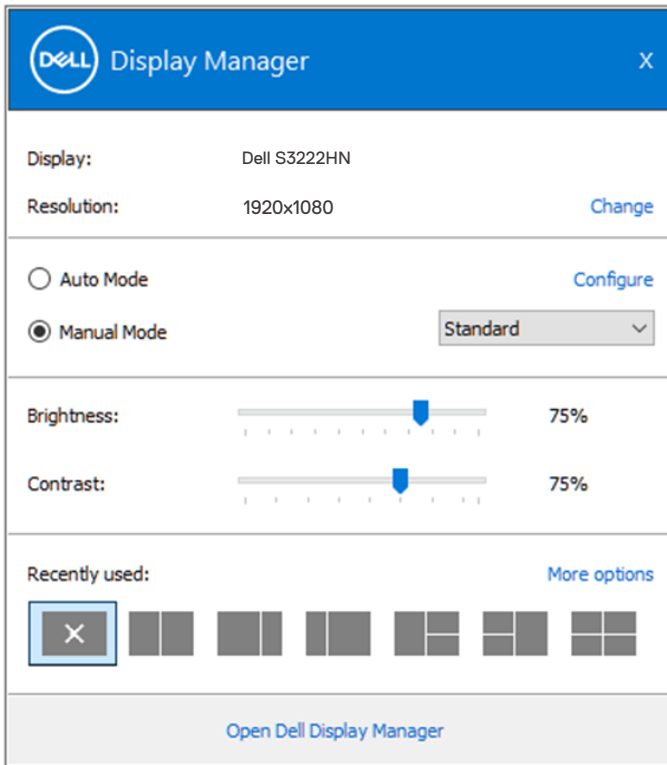 DELL Display Manager X
Display: Dell S3222HN
Resolution: 1920x1080 Change
Auto Mode Configure
Manual Mode Standard
Brightness: 75%
Contrast: 75%
Recently used: More options
Open Dell Display Manager